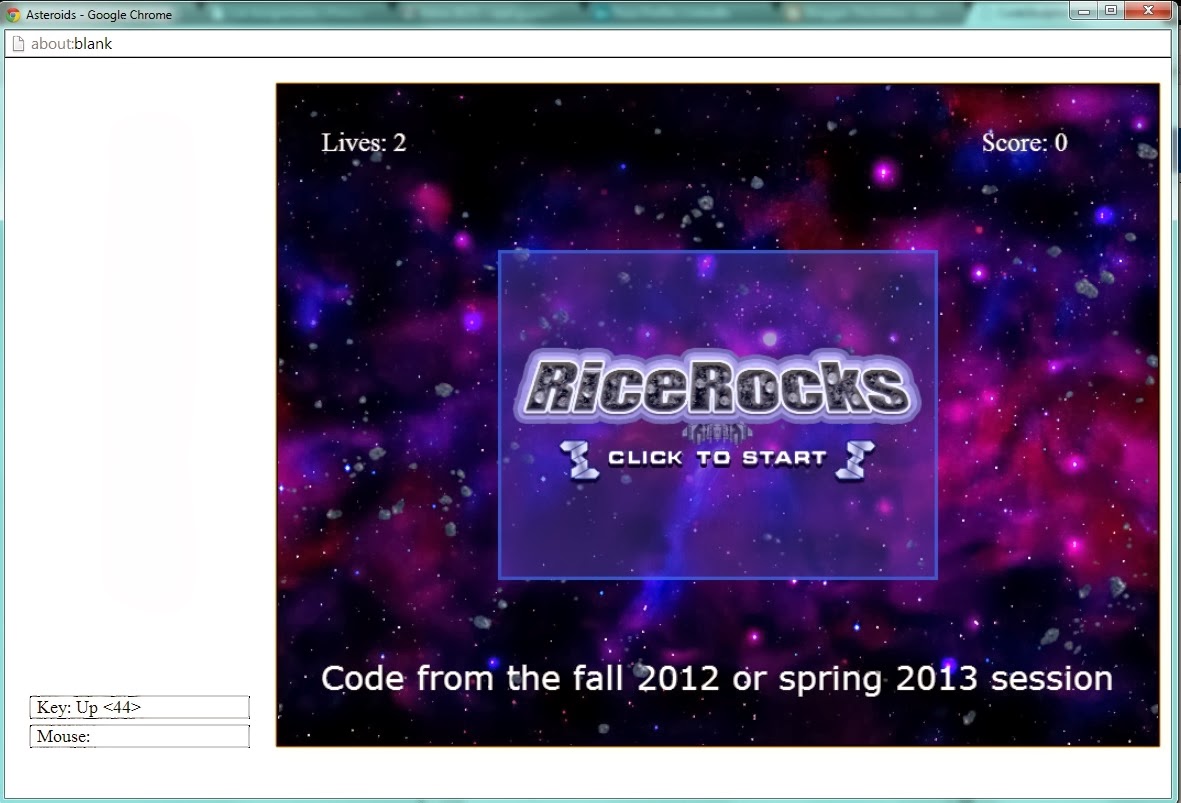 Asteroids - Google Chrome
about:blank
Lives: 2
Score: 0
RiceRocks
CLICK TO START
Code from the fall 2012 or spring 2013 session
Key: Up <44>
Mouse: